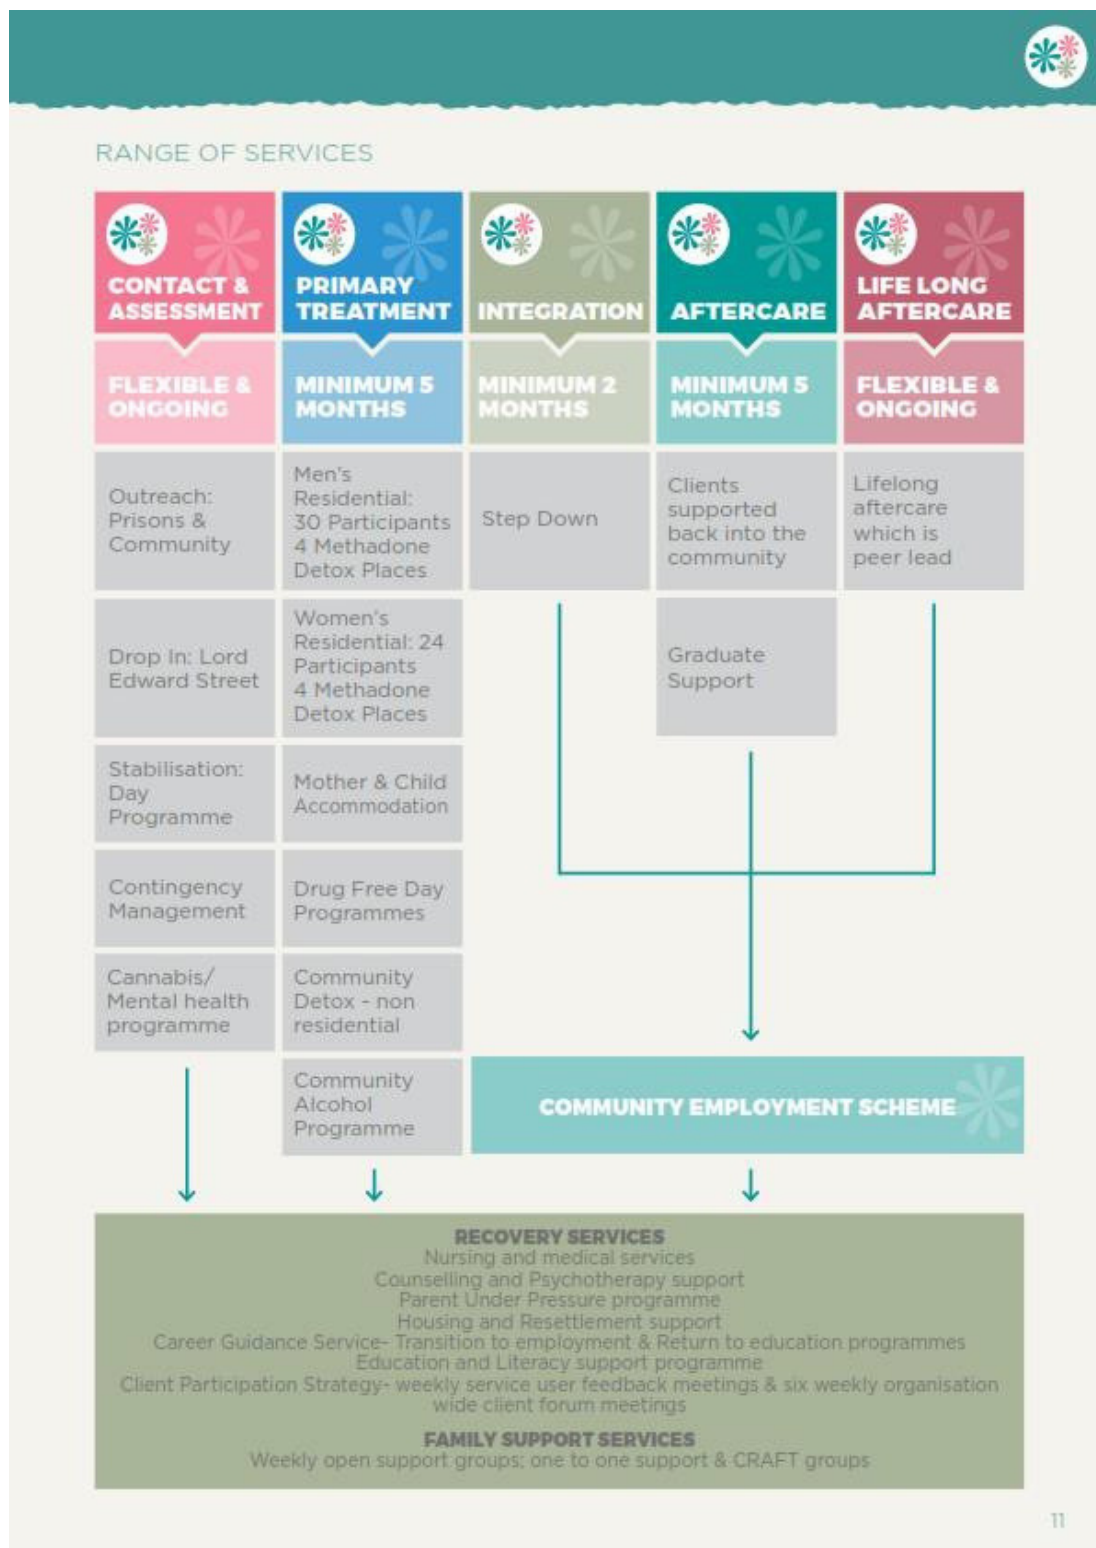 RANGE OF SERVICES
CONTACT &
ASSESSMENT
FLEXIBLE &
ONGOING
Outreach:
Prisons &
Community
Drop In: Lord
Edward Street
Stabilisation:
Day
Programme
Contingency
Management
Cannabis/
Mental health
programme
PRIMARY
TREATMENT
MINIMUM 5
MONTHS
Men's
Residential:
30 Participants
4 Methadone
Detox Places
Women's
Residential: 24
Participants
4 Methadone
Detox Places
Mother & Child
Accommodation
Drug Free Day
Programmes
Community
Detox - non
residential
Community
Alcohol
Programme
INTEGRATION
MINIMUM 2
MONTHS
Step Down
AFTERCARE
MINIMUM 5
MONTHS
Clients
supported
back into the
community
Graduate
Support
LIFE LONG
AFTERCARE
FLEXIBLE &
ONGOING
Lifelong
aftercare
which is
peer lead
COMMUNITY EMPLOYMENT SCHEME
RECOVERY SERVICES
Nursing and medical services
Counselling and Psychotherapy support
Parent Under Pressure programme
Housing and Resettlement support
Career Guidance Service- Transition to employment & Return to education programmes
Education and Literacy support programme
Client Participation Strategy- weekly service user feedback meetings & six weekly organisation
wide client forum meetings
FAMILY SUPPORT SERVICES
Weekly open support groups; one to one support & CRAFT groups
11